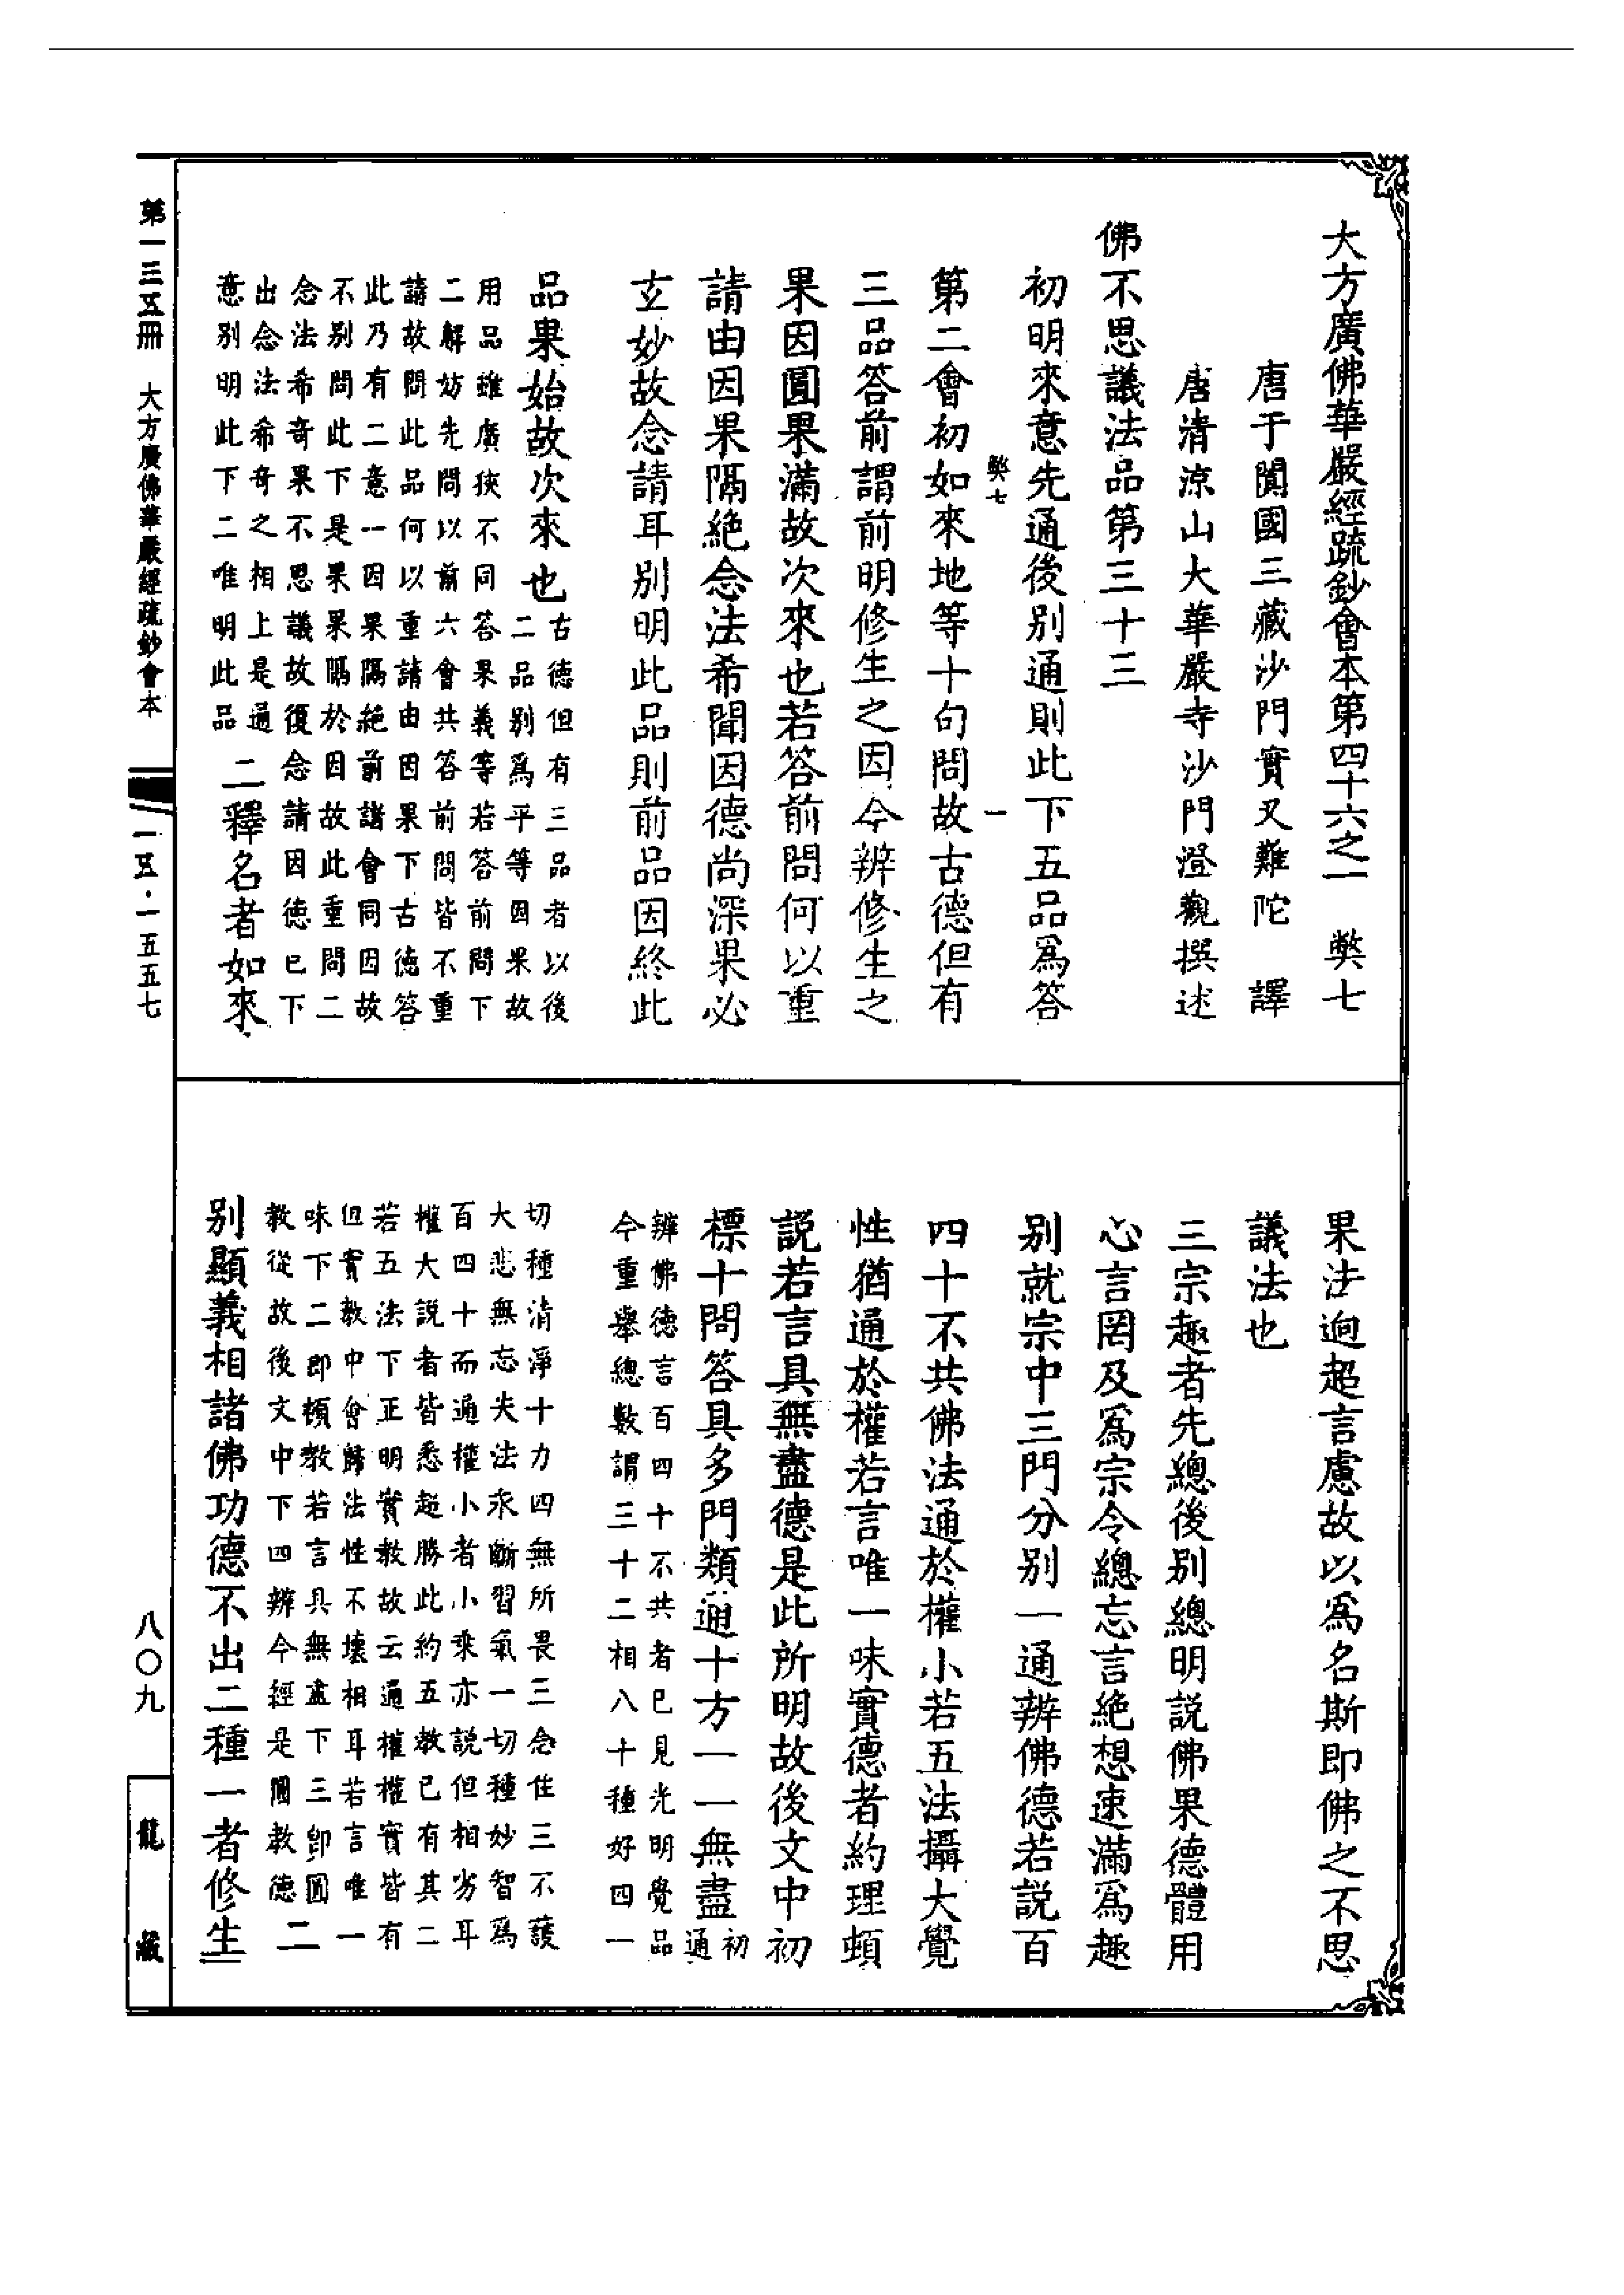 大方廣佛華嚴經疏鈔會本第四十六之一　弊七
唐于闐國三藏沙門實叉難陀　譯
唐清涼山大華嚴寺沙門澄觀撰述
佛不思議法品第三十三
初明來意先通後别通則此下五品爲答
弊七　一
第二會初如來地等十句問故古德但有
三品答前謂前明修生之因今辨修生之
果因圓果滿故次來也若答前問何以重
請由因果隔絶念法希聞因德尚深果必
玄妙故念請耳别明此品則前品因終此
品果始故次來也
古德但有三品者以後
二品别爲平等因果故
用品雖廣狹不同答果義等若答前問下
二解妨先問以前六會共答前問皆不重
請故問此品何以重請由因果下古德答
此乃有二意一因果隔絶前諸會同因故
不别問此下是果果隔於因故此重問二
念法希奇果不思議故復念請因德已下
出念法希奇之相上是通
意别明此下二唯明此品
二釋名者如來
果法迥超言慮故以爲名斯即佛之不思
議法也
三宗趣者先總後别總明説佛果德體用
心言罔及爲宗令總忘言絶想速滿爲趣
别就宗中三門分别一通辨佛德若説百
四十不共佛法通於權小若五法攝大覺
性猶通於權若言唯一味實德者約理頓
説若言具無盡德是此所明故後文中初
標十問答具多門類通十方一一無盡
初
通
辨佛德言百四十不共者已見光明覺品
今重舉總數謂三十二相八十種好四一
切種清淨十力四無所畏三念住三不護
大悲無忘失法永斷習氣一切種妙智爲
百四十而通權小者小乘亦説但相劣耳
權大説者皆悉超勝此約五教已有其二
若五法下正明實教故云通權權實皆有
但實教中會歸法性不壞相耳若言唯一
味下二即頓教若言具無盡下三即圓
教從故後文中下四辨今經是圓教德
二
别顯義相諸佛功德不出二種一者修生
第一三五冊　大方廣佛華嚴經疏鈔會本
一五·一五五七
八〇九
龍藏